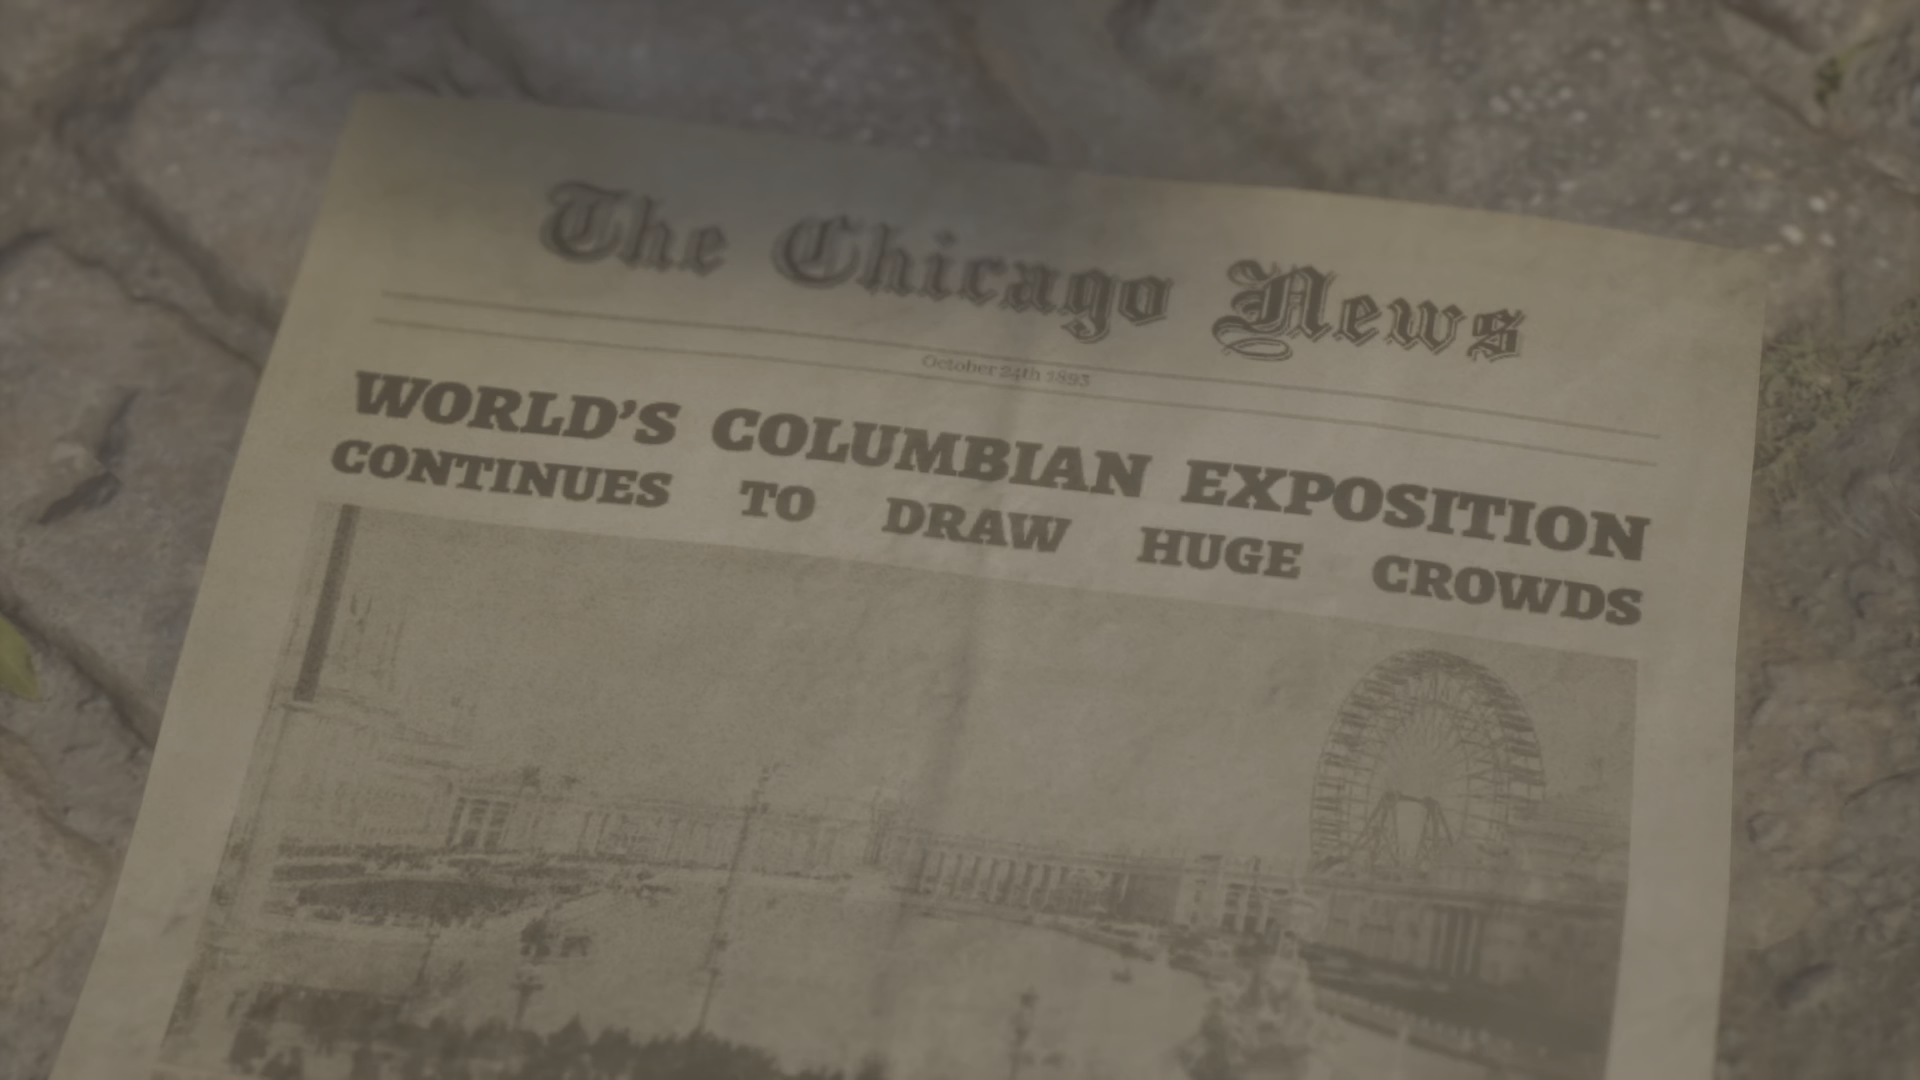 The Chicago News
October 24th 1893
WORLD'S COLUMBIAN EXPOSITION
CONTINUES TO DRAW HUGE CROWDS